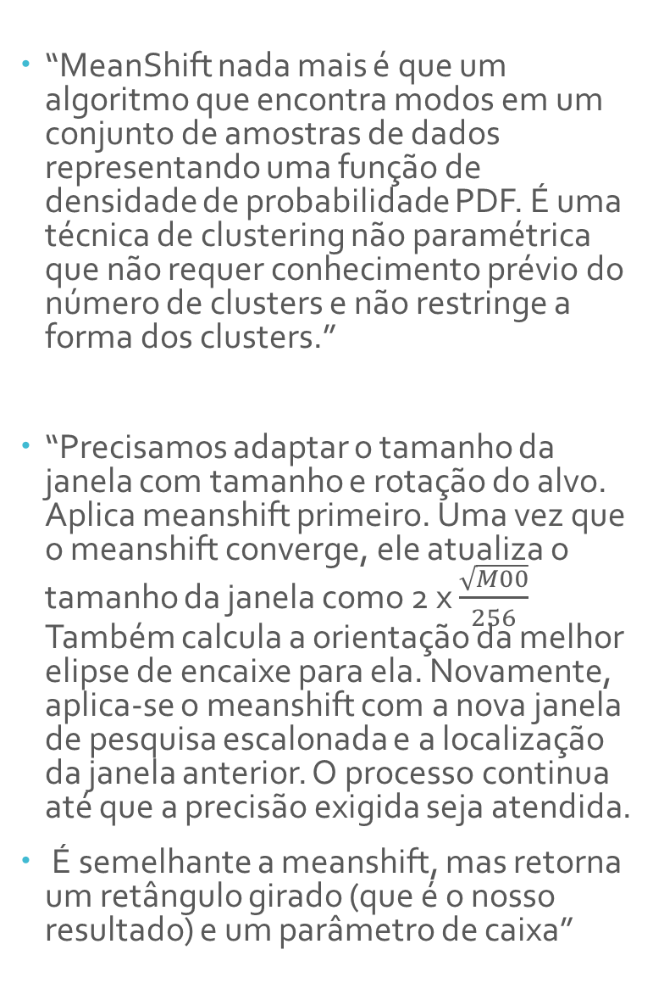 • “MeanShift nada mais é que um
algoritmo que encontra modos em um
conjunto de amostras de dados
representando uma função de
densidade de probabilidade PDF. É uma
técnica de clustering não paramétrica
que não requer conhecimento prévio do
número de clusters e não restringe a
forma dos clusters.”
• “Precisamos adaptar o tamanho da
janela com tamanho e rotação do alvo.
Aplica meanshift primeiro. Uma vez que
o meanshift converge, ele atualiza o
tamanho da janela como 2 x √M00/256
Também calcula a orientação da melhor
elipse de encaixe para ela. Novamente,
aplica-se o meanshift com a nova janela
de pesquisa escalonada e a localização
da janela anterior. O processo continua
até que a precisão exigida seja atendida.
• É semelhante a meanshift, mas retorna
um retângulo girado (que é o nosso
resultado) e um parâmetro de caixa”